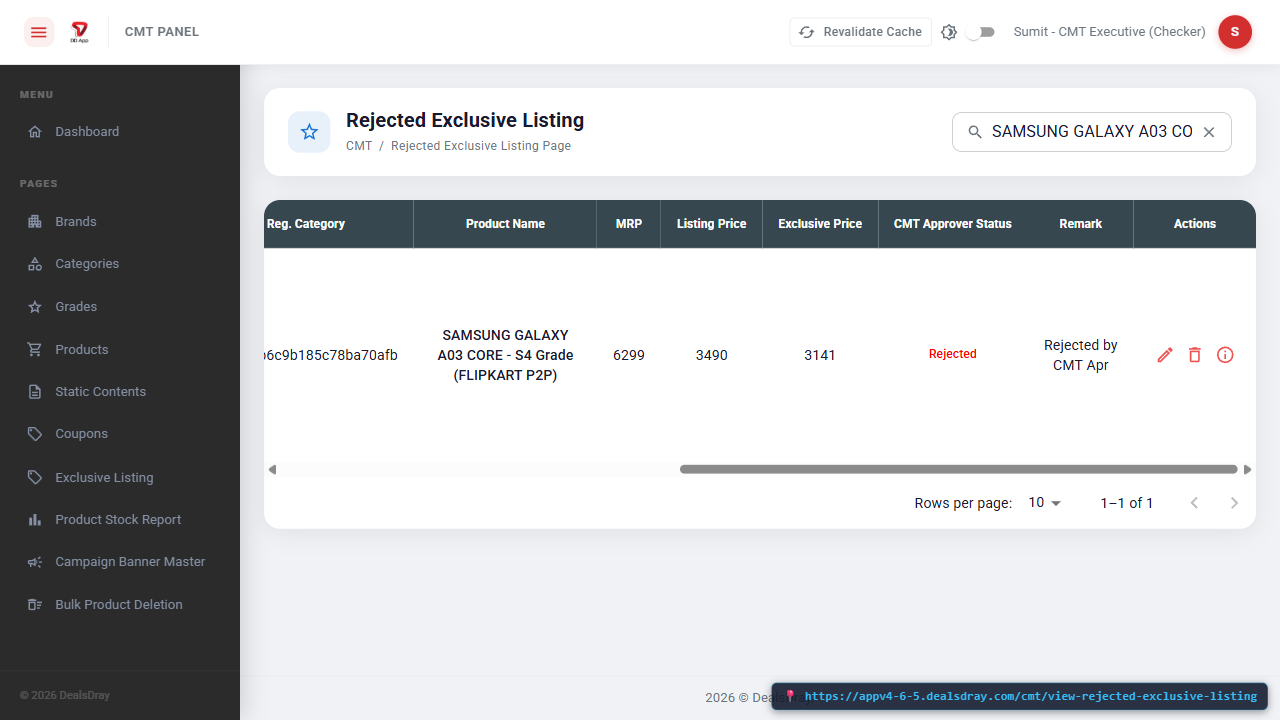 DD App
CMT PANEL
Revalidate Cache
Sumit - CMT Executive (Checker)
S
MENU
Dashboard
PAGES
Brands
Categories
Grades
Products
Static Contents
Coupons
Exclusive Listing
Product Stock Report
Campaign Banner Master
Bulk Product Deletion
© 2026 DealsDray
Rejected Exclusive Listing
CMT / Rejected Exclusive Listing Page
SAMSUNG GALAXY A03 CO
Reg. Category
Product Name
MRP
Listing Price
Exclusive Price
CMT Approver Status
Remark
Actions
b6c9b185c78ba70afb
SAMSUNG GALAXY
A03 CORE - S4 Grade
(FLIPKART P2P)
6299
3490
3141
Rejected
Rejected by
CMT Apr
Rows per page:
10
1–1 of 1
2026 © Deals
https://appv4-6-5.dealsdray.com/cmt/view-rejected-exclusive-listing